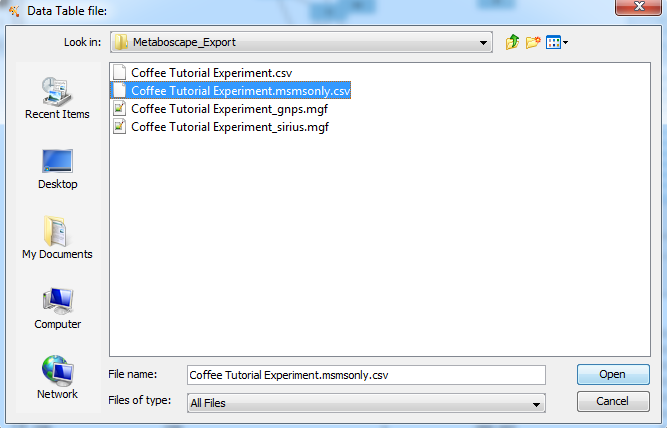 Data Table file:
Look in: Metaboscape_Export
Recent Items
Desktop
My Documents
Computer
Network
Coffee Tutorial Experiment.csv
Coffee Tutorial Experiment.msmsonly.csv
Coffee Tutorial Experiment_gnps.mgf
Coffee Tutorial Experiment_sirius.mgf
File name: Coffee Tutorial Experiment.msmsonly.csv Open
Files of type: All Files Cancel